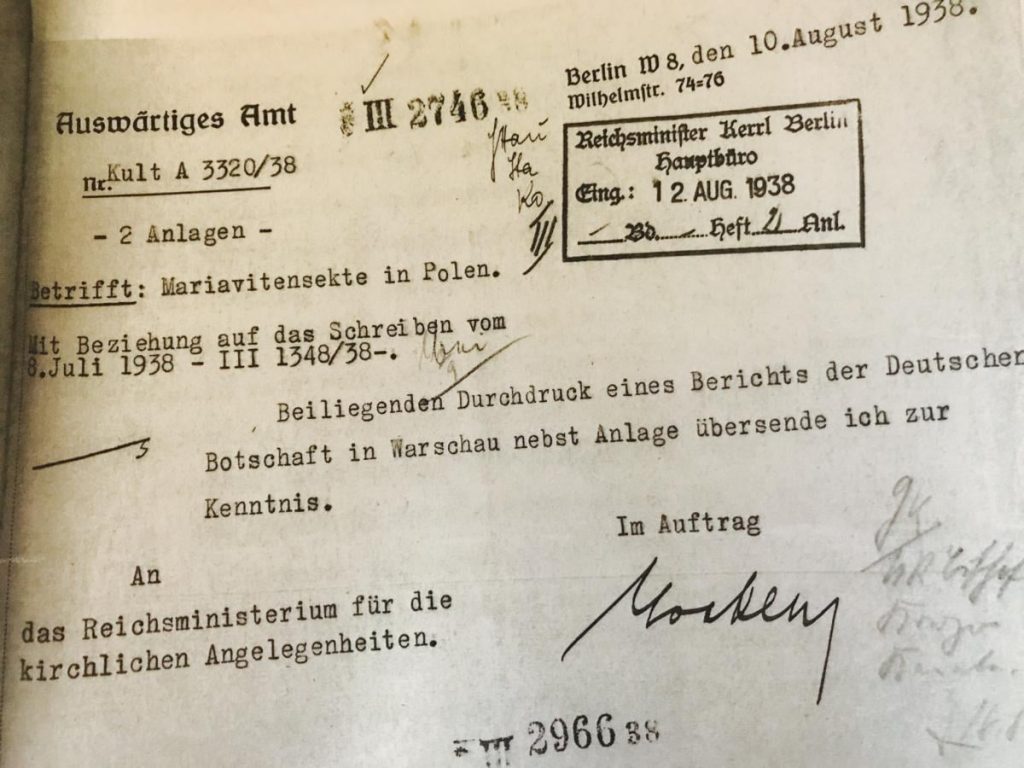 Berlin W 8, den 10.August 1938.
Wilhelmstr. 74=76
Auswärtiges Amt
III 2746 38
nr. Kult A 3320/38
Reichsminister Kerrl Berlin
Hauptbüro
Eing.: 12 AUG. 1938
Bd. Heft 2 Anl.
- 2 Anlagen -
III
Betrifft: Mariavitensekte in Polen.
Mit Beziehung auf das Schreiben vom
8.Juli 1938 - III 1348/38-.
Beiliegenden Durchdruck eines Berichts der Deutschen
Botschaft in Warschau nebst Anlage übersende ich zur
Kenntnis.
Im Auftrag
An
das Reichsministerium für die
kirchlichen Angelegenheiten.
III 2966 38